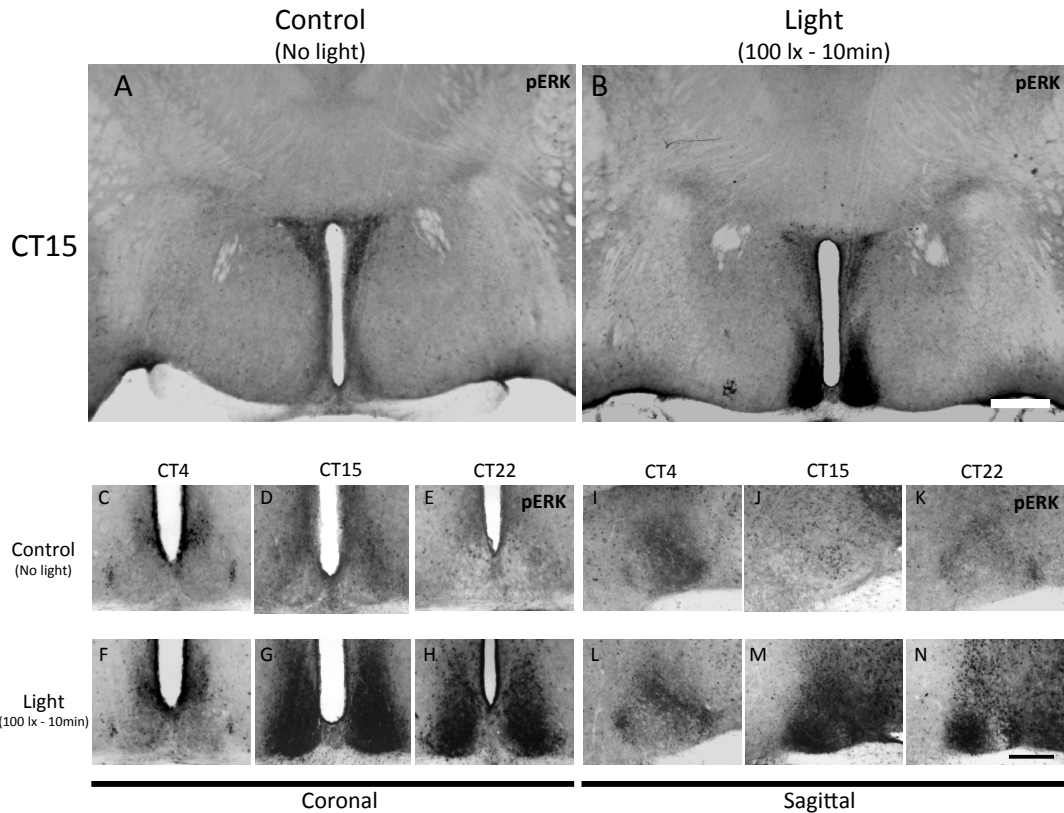 Control
(No light)
Light
(100 lx - 10min)
A
pERK
B
pERK
CT15
CT4
CT15
CT22
CT4
CT15
CT22
C
D
E
pERK
I
J
K
pERK
Control
(No light)
F
G
H
L
M
N
Light
(100 lx - 10min)
Coronal
Sagittal